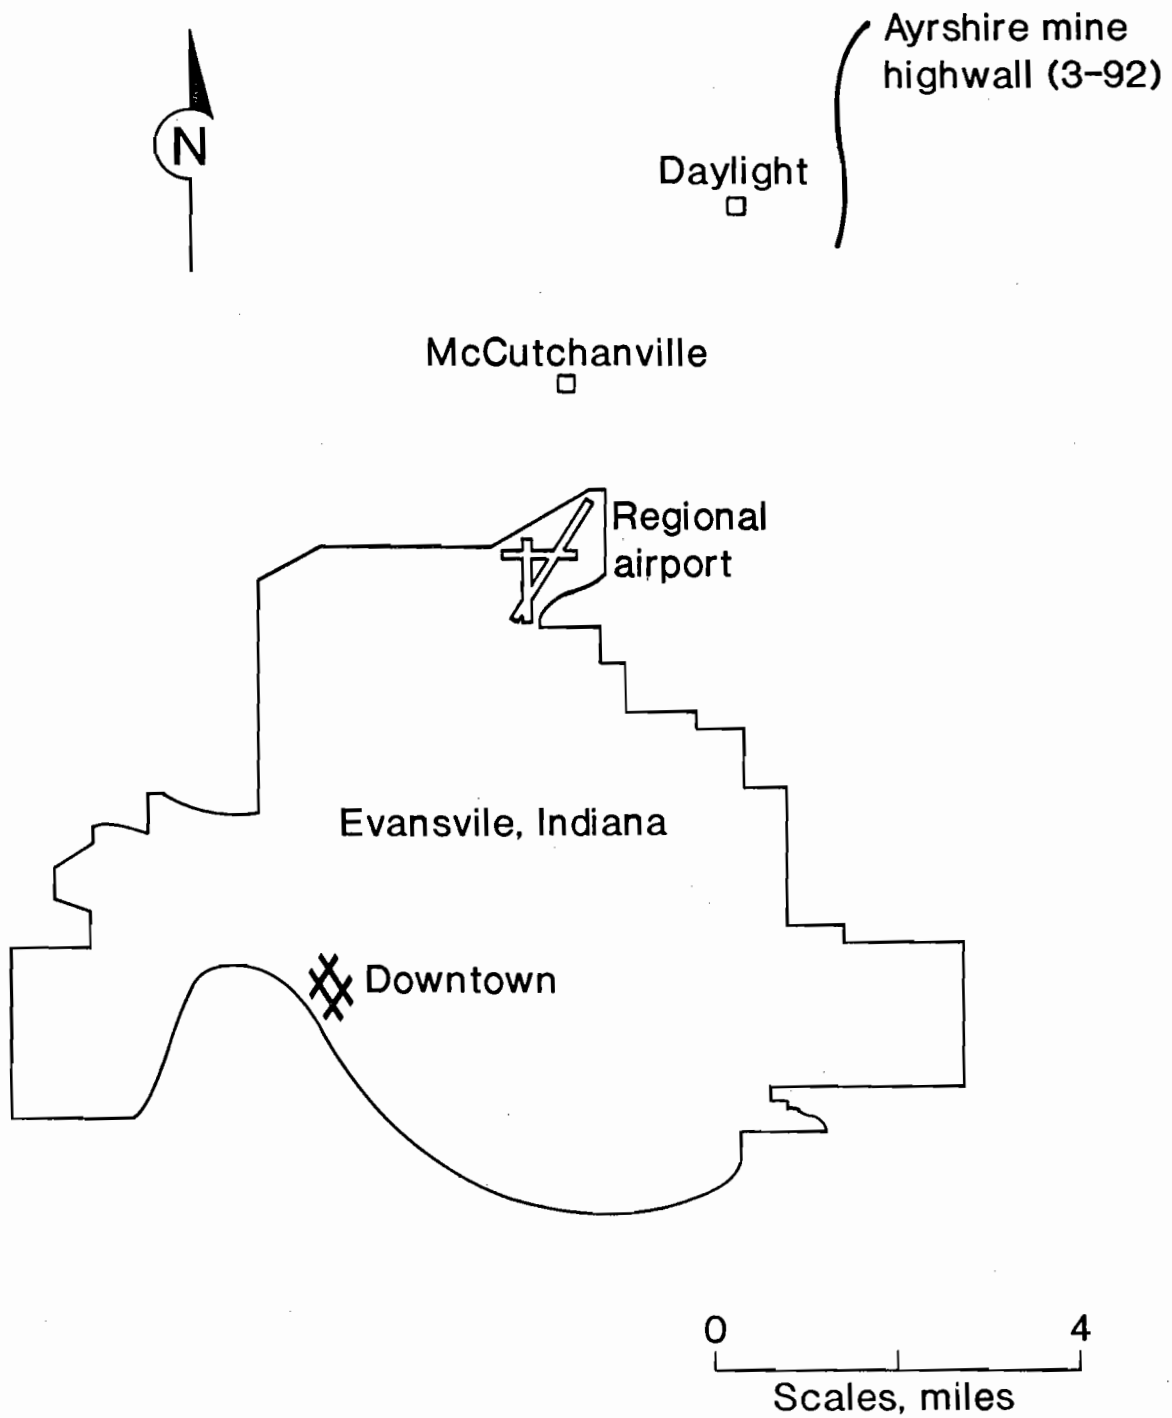 Ayrshire mine
highwall (3-92)
N
Daylight
McCutchanville
Regional
airport
Evansvile, Indiana
Downtown
0 4
Scales, miles